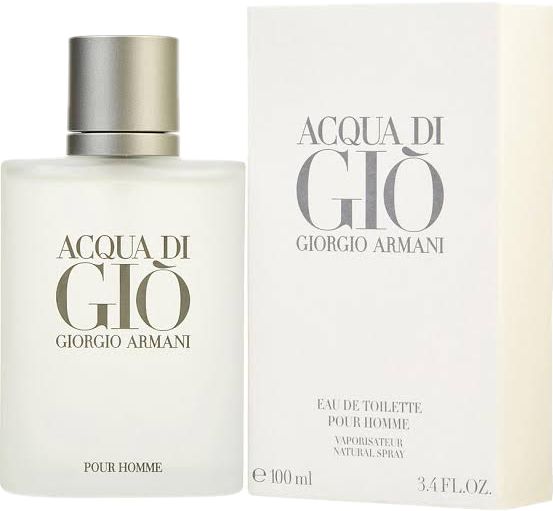 ACQUA DI
GIÒ
GIORGIO ARMANI
POUR HOMME
ACQUA DI
GIÒ
GIORGIO ARMANI
EAU DE TOILETTE
POUR HOMME
VAPORISATEUR
NATURAL SPRAY
℮ 100 ml 3.4 FL.OZ.